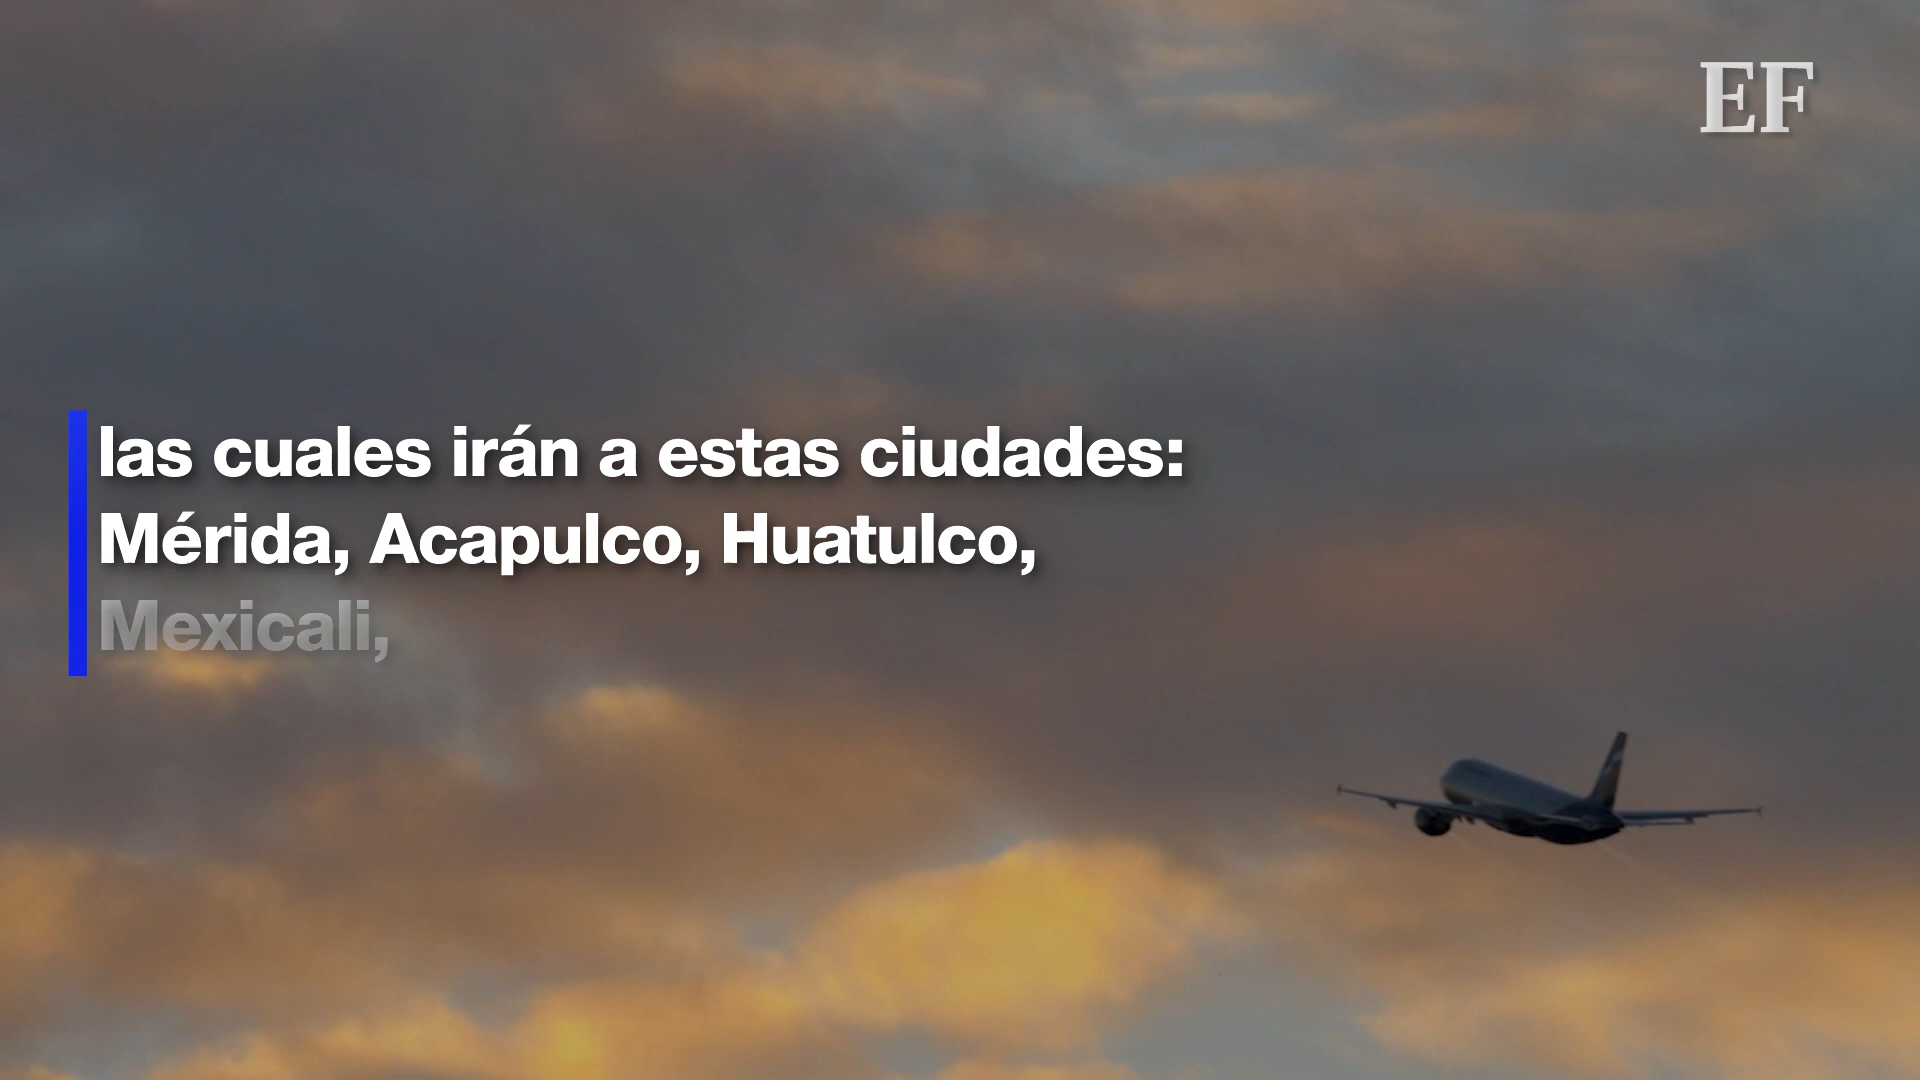 EF
las cuales irán a estas ciudades:
Mérida, Acapulco, Huatulco,
Mexicali,